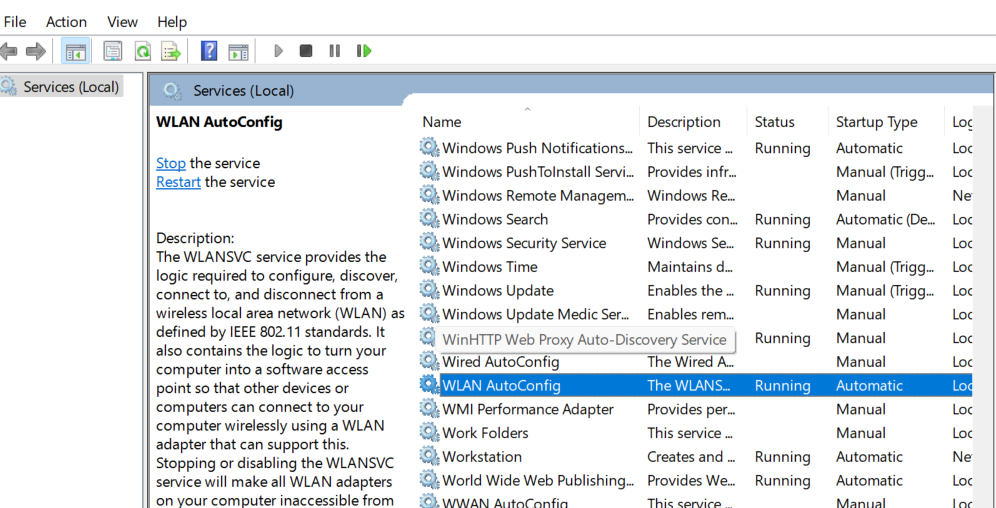 File Action View Help
Services (Local)
Services (Local)
WLAN AutoConfig
Stop the service
Restart the service
Description:
The WLANSVC service provides the
logic required to configure, discover,
connect to, and disconnect from a
wireless local area network (WLAN) as
defined by IEEE 802.11 standards. It
also contains the logic to turn your
computer into a software access
point so that other devices or
computers can connect to your
computer wirelessly using a WLAN
adapter that can support this.
Stopping or disabling the WLANSVC
service will make all WLAN adapters
on your computer inaccessible from
Name Description Status Startup Type Log
Windows Push Notifications... This service ... Running Automatic Loc
Windows PushToInstall Servi... Provides infr... Manual (Trigg... Loc
Windows Remote Managem... Windows Re... Manual Ne
Windows Search Provides con... Running Automatic (De... Loc
Windows Security Service Windows Se... Running Manual Loc
Windows Time Maintains d... Manual (Trigg... Loc
Windows Update Enables the ... Running Manual (Trigg... Loc
Windows Update Medic Ser... Enables rem... Manual Loc
WinHTTP Web Proxy Auto-Discovery Service Running Manual Loc
Wired AutoConfig The Wired A... Manual Loc
WLAN AutoConfig The WLANS... Running Automatic Loc
WMI Performance Adapter Provides per... Manual Loc
Work Folders This service ... Manual Loc
Workstation Creates and ... Running Automatic Ne
World Wide Web Publishing... Provides We... Running Automatic Loc
WWAN AutoConfig This service ... Manual Loc